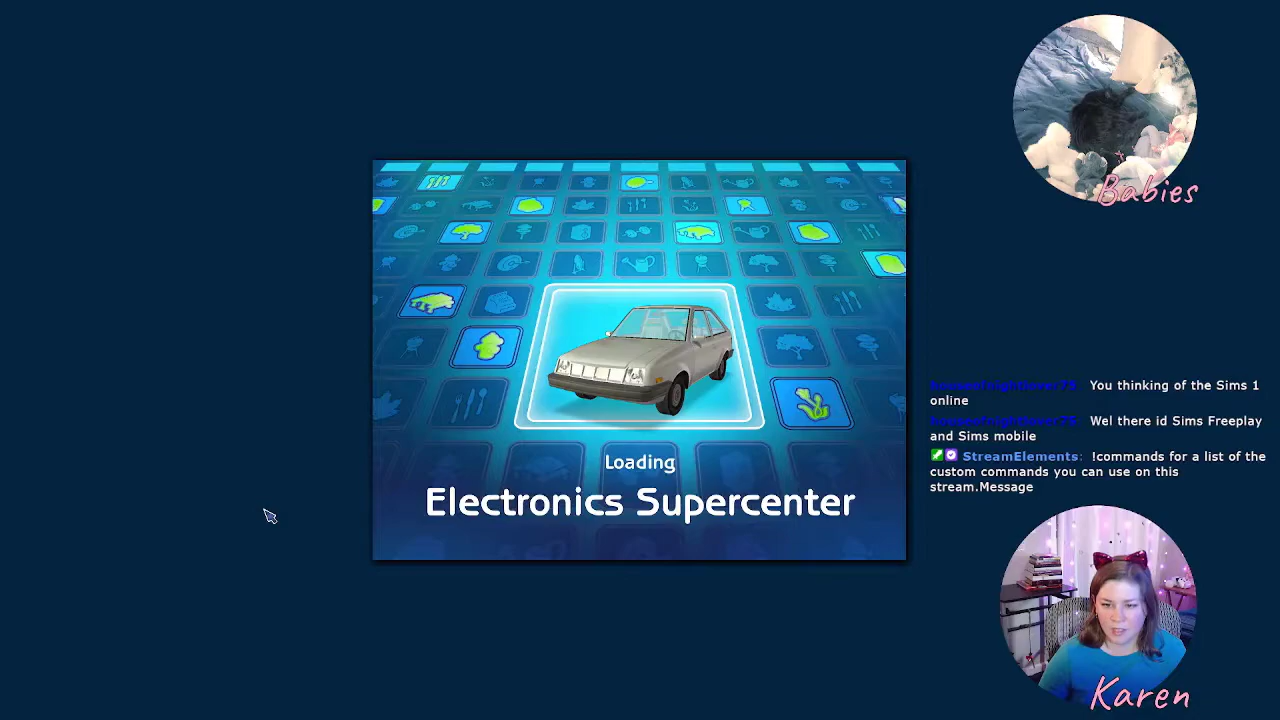 Babies
Loading
Electronics Supercenter
You thinking of the Sims 1
online
Wel there id Sims Freeplay
and Sims mobile
StreamElements: !commands for a list of the
custom commands you can use on this
stream.Message
Karen